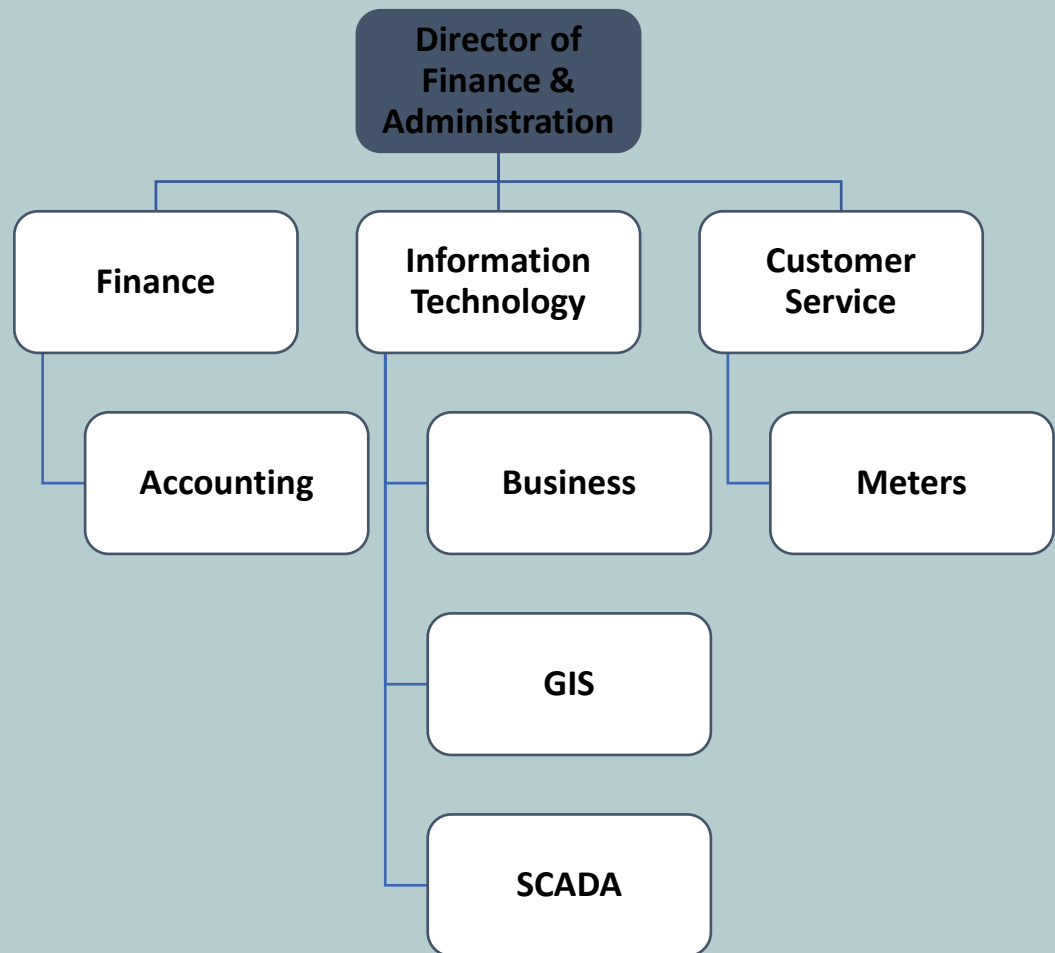 Director of
Finance &
Administration
Finance
Information
Technology
Customer
Service
Accounting
Business
Meters
GIS
SCADA